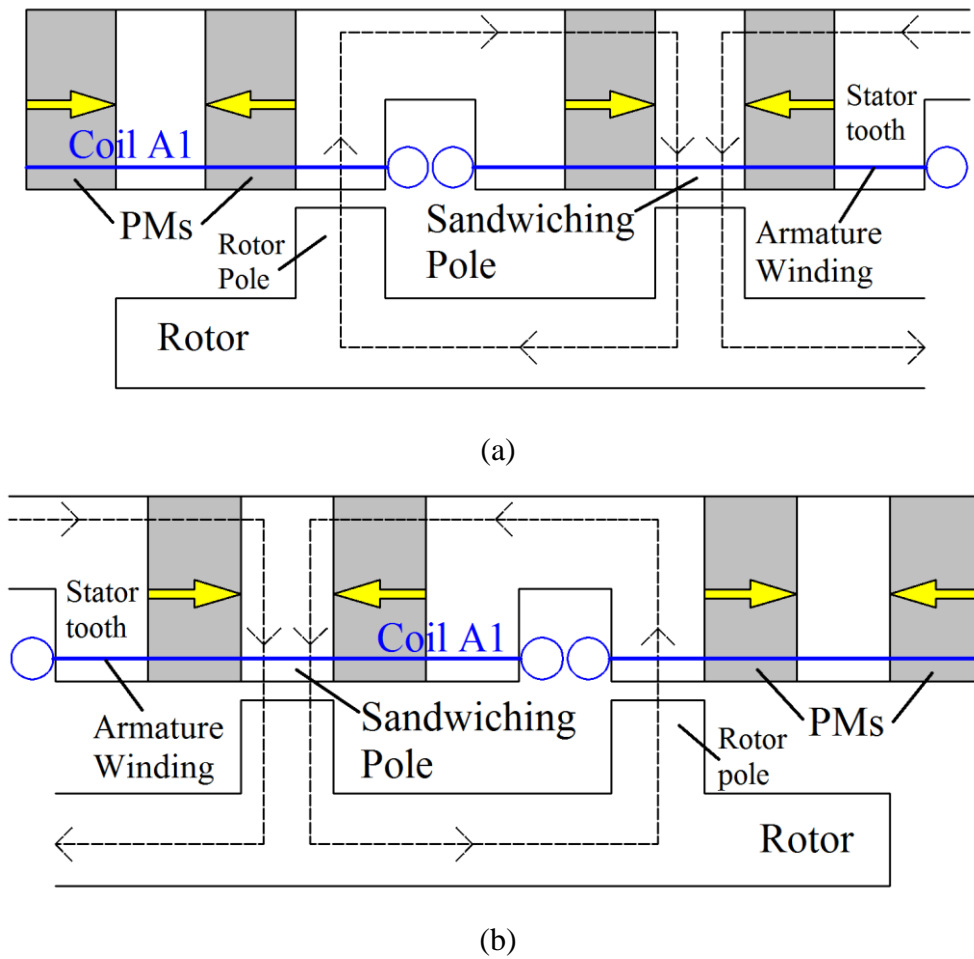 Stator
tooth
Coil A1
PMs
Sandwiching
Pole
Rotor
Pole
Armature
Winding
Rotor
(a)
Stator
tooth
Coil A1
Armature
Winding
Sandwiching
Pole
PMs
Rotor
pole
Rotor
(b)